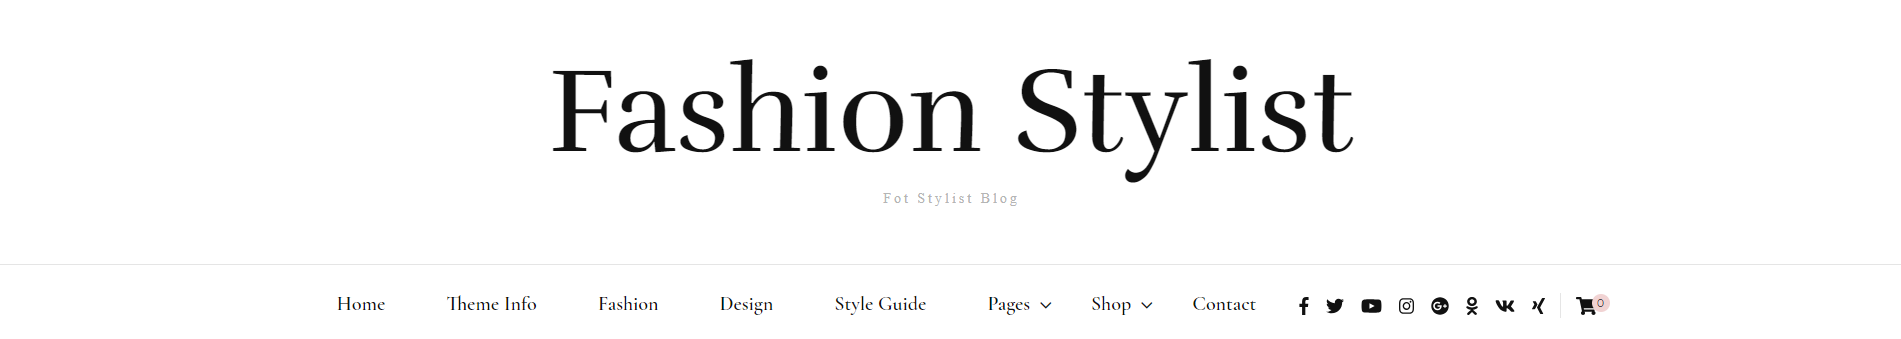 Fashion Stylist
Fot Stylist Blog
Home Theme Info Fashion Design Style Guide Pages Shop Contact 0